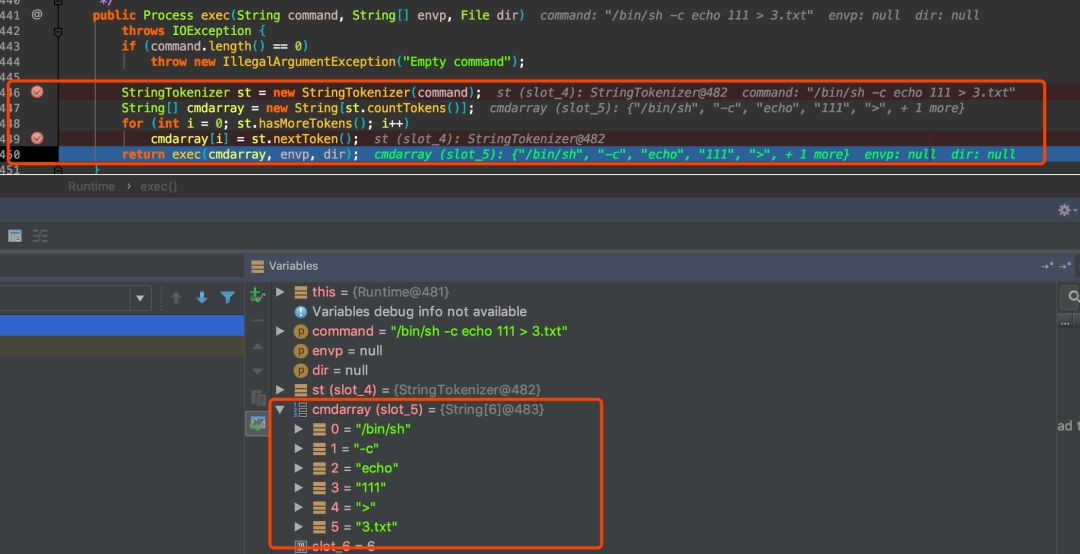 440 */
441 @ public Process exec(String command, String[] envp, File dir) command: "/bin/sh -c echo 111 > 3.txt" envp: null dir: null
442 throws IOException {
443 if (command.length() == 0)
444 throw new IllegalArgumentException("Empty command");
445
446 StringTokenizer st = new StringTokenizer(command); st (slot_4): StringTokenizer@482 command: "/bin/sh -c echo 111 > 3.txt"
447 String[] cmdarray = new String[st.countTokens()]; cmdarray (slot_5): {"/bin/sh", "-c", "echo", "111", ">", + 1 more}
448 for (int i = 0; st.hasMoreTokens(); i++)
449 cmdarray[i] = st.nextToken(); st (slot_4): StringTokenizer@482
450 return exec(cmdarray, envp, dir); cmdarray (slot_5): {"/bin/sh", "-c", "echo", "111", ">", + 1 more} envp: null dir: null
451 }
Runtime › exec()
Variables
this = {Runtime@481}
Variables debug info not available
command = "/bin/sh -c echo 111 > 3.txt"
envp = null
dir = null
st (slot_4) = {StringTokenizer@482}
cmdarray (slot_5) = {String[6]@483}
0 = "/bin/sh"
1 = "-c"
2 = "echo"
3 = "111"
4 = ">"
5 = "3.txt"
slot_6 = 6
ad t